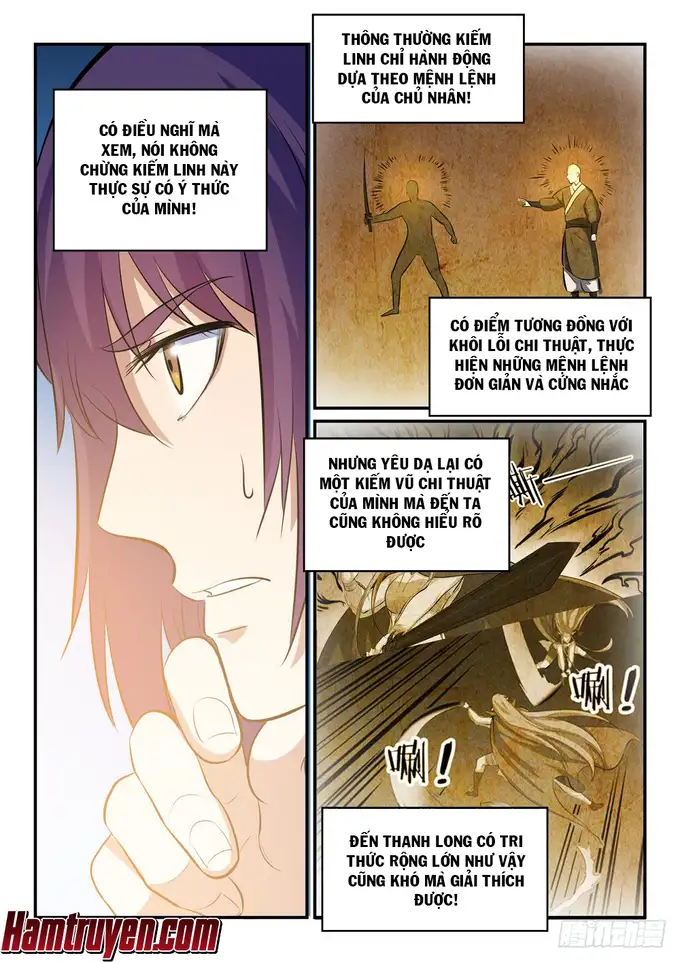 CÓ ĐIỀU NGHĨ MÀ
XEM, NÓI KHÔNG
CHỪNG KIẾM LINH NÀY
THỰC SỰ CÓ Ý THỨC
CỦA MÌNH!
THÔNG THƯỜNG KIẾM
LINH CHỈ HÀNH ĐỘNG
DỰA THEO MỆNH LỆNH
CỦA CHỦ NHÂN!
CÓ ĐIỂM TƯƠNG ĐỒNG VỚI
KHÔI LỖI CHI THUẬT, THỰC
HIỆN NHỮNG MỆNH LỆNH
ĐƠN GIẢN VÀ CỨNG NHẮC
NHƯNG YÊU DẠ LẠI CÓ
MỘT KIẾM VŨ CHI THUẬT
CỦA MÌNH MÀ ĐẾN TA
CŨNG KHÔNG HIỂU RÕ
ĐƯỢC
唰!
唰!
ĐẾN THANH LONG CÓ TRI
THỨC RỘNG LỚN NHƯ VẬY
CŨNG KHÓ MÀ GIẢI THÍCH
ĐƯỢC!
Hamtruyen.com